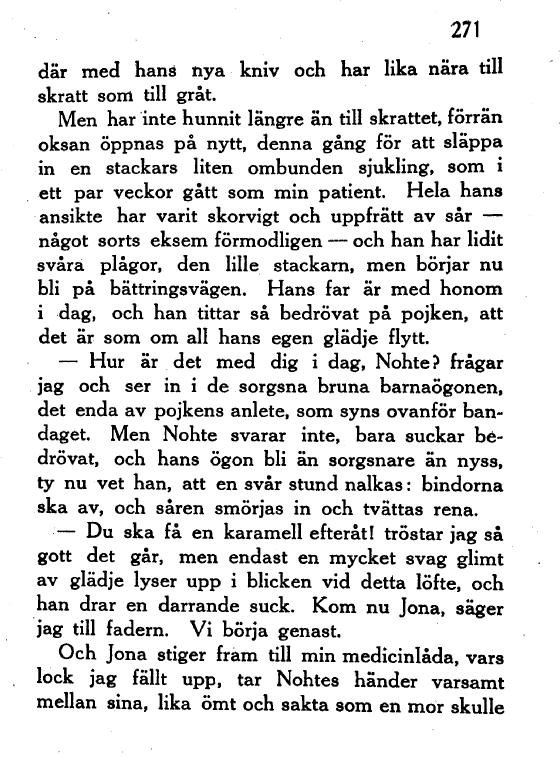 271
där med hans nya kniv och har lika nära till
skratt som till gråt.
Men har inte hunnit längre än till skrattet, förrän
oksan öppnas på nytt, denna gång för att släppa
in en stackars liten ombunden sjukling, som i
ett par veckor gått som min patient. Hela hans
ansikte har varit skorvigt och uppfrätt av sår —
något sorts eksem förmodligen — och han har lidit
svåra plågor, den lille stackarn, men börjar nu
bli på bättringsvägen. Hans far är med honom
i dag, och han tittar så bedrövat på pojken, att
det är som om all hans egen glädje flytt.
— Hur är det med dig i dag, Nohte? frågar
jag och ser in i de sorgsna bruna barnaögonen,
det enda av pojkens anlete, som syns ovanför ban-
daget. Men Nohte svarar inte, bara suckar be-
drövat, och hans ögon bli än sorgsnare än nyss,
ty nu vet han, att en svår stund nalkas: bindorna
ska av, och såren smörjas in och tvättas rena.
— Du ska få en karamell efteråt! tröstar jag så
gott det går, men endast en mycket svag glimt
av glädje lyser upp i blicken vid detta löfte, och
han drar en darrande suck. Kom nu Jona, säger
jag till fadern. Vi börja genast.
Och Jona stiger fram till min medicinlåda, vars
lock jag fällt upp, tar Nohtes händer varsamt
mellan sina, lika ömt och sakta som en mor skulle